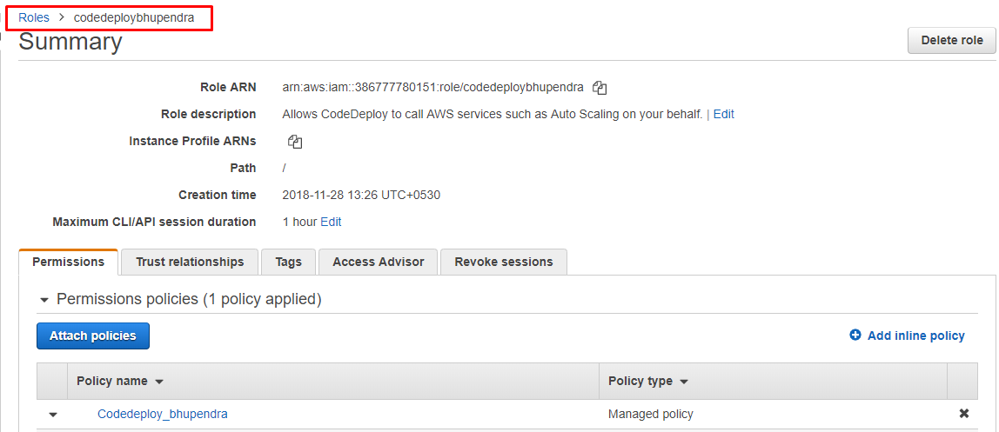 Roles > codedeploybhupendra
Summary
Delete role
Role ARN arn:aws:iam::386777780151:role/codedeploybhupendra
Role description Allows CodeDeploy to call AWS services such as Auto Scaling on your behalf. | Edit
Instance Profile ARNs
Path /
Creation time 2018-11-28 13:26 UTC+0530
Maximum CLI/API session duration 1 hour Edit
Permissions Trust relationships Tags Access Advisor Revoke sessions
Permissions policies (1 policy applied)
Attach policies Add inline policy
Policy name Policy type
Codedeploy_bhupendra Managed policy